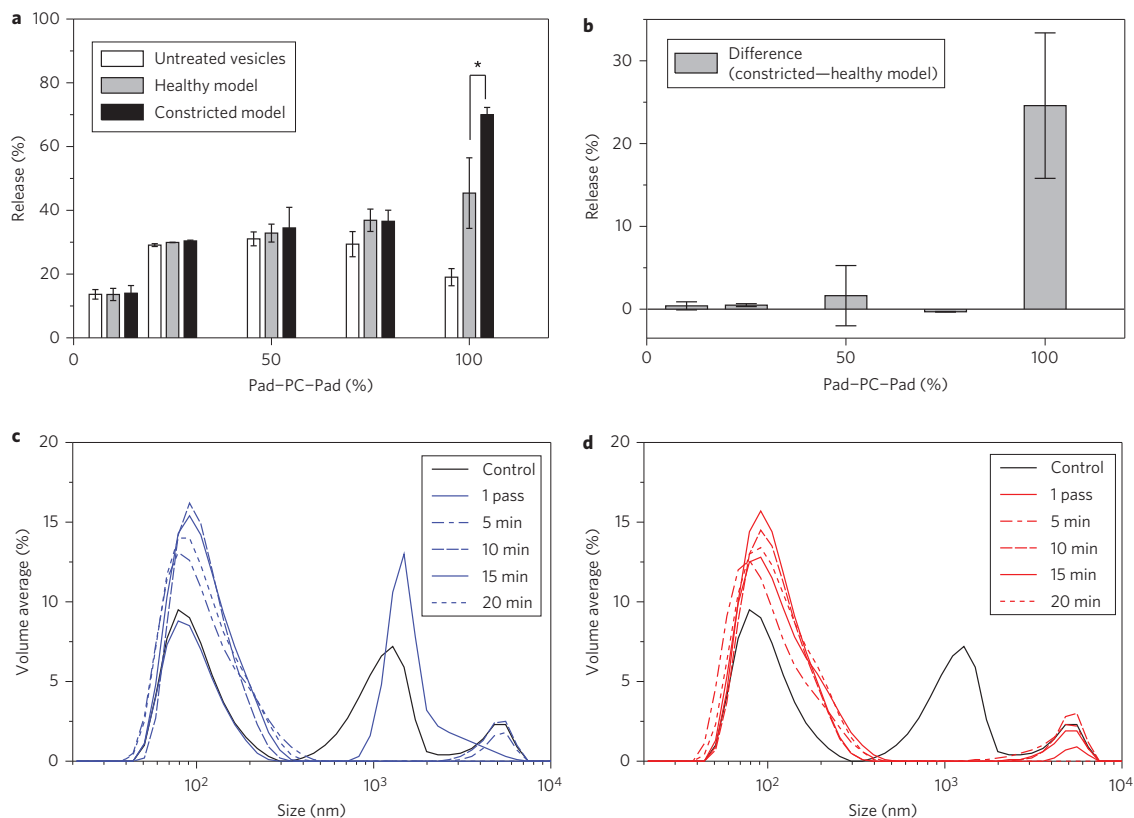 a
100
80
60
40
20
0
Release (%)
Untreated vesicles
Healthy model
Constricted model
*
0
50
100
Pad–PC–Pad (%)
b
30
20
10
0
Release (%)
Difference
(constricted—healthy model)
0
50
100
Pad–PC–Pad (%)
c
20
15
10
5
0
Volume average (%)
Control
1 pass
5 min
10 min
15 min
20 min
10²
10³
10⁴
Size (nm)
d
20
15
10
5
0
Volume average (%)
Control
1 pass
5 min
10 min
15 min
20 min
10²
10³
10⁴
Size (nm)